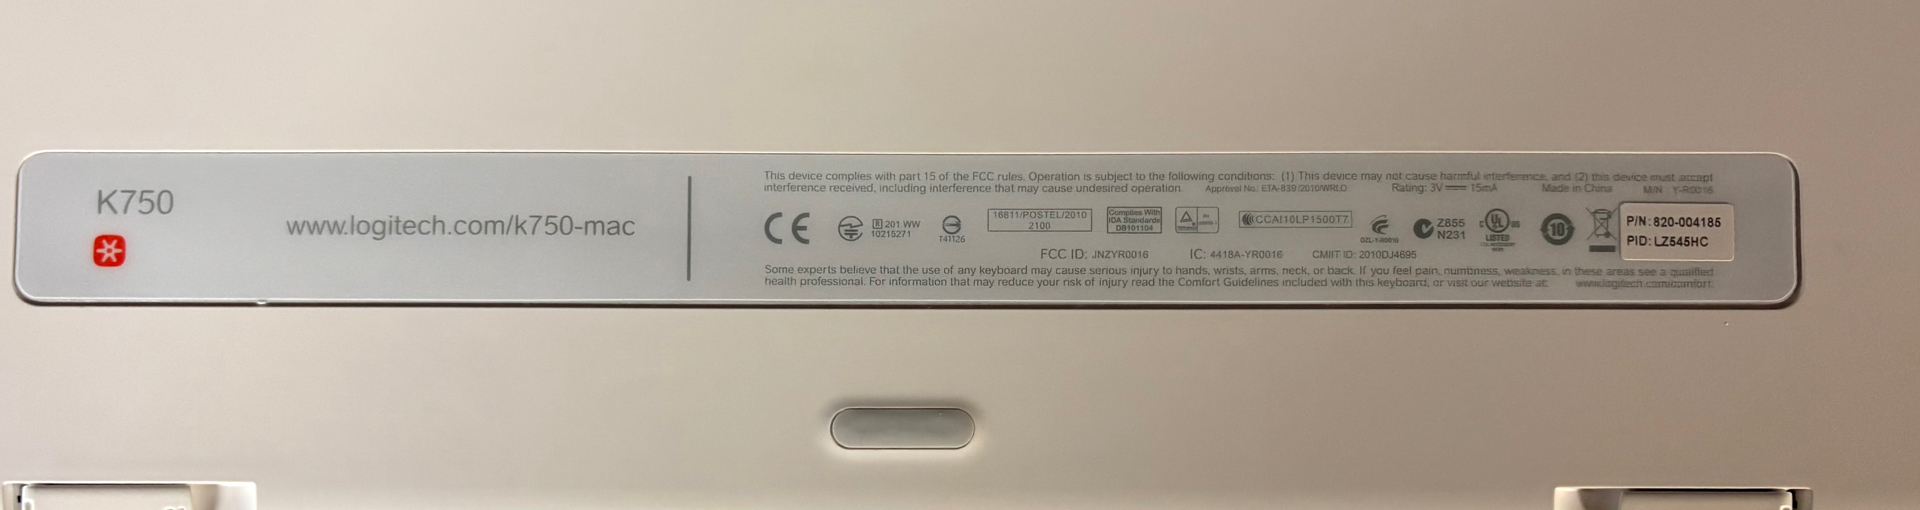 K750
www.logitech.com/k750-mac
This device complies with part 15 of the FCC rules. Operation is subject to the following conditions: (1) This device may not cause harmful interference, and (2) this device must accept
interference received, including interference that may cause undesired operation. Approval No.: ETA-839/2010/WRLO Rating: 3V 15mA Made in China M/N Y-R0016
CE
R 201 WW
10215271
T41126
16811/POSTEL/2010
2100
Complies With
IDA Standards
DB101104
CCAI10LP1500T7
DZL-Y-R0016
Z855
N231
UL
LISTED
10
P/N: 820-004185
PID: LZ545HC
FCC ID: JNZYR0016 IC: 4418A-YR0016 CMIIT ID: 2010DJ4695
Some experts believe that the use of any keyboard may cause serious injury to hands, wrists, arms, neck, or back. If you feel pain, numbness, weakness, in these areas see a qualified
health professional. For information that may reduce your risk of injury read the Comfort Guidelines included with this keyboard, or visit our website at: www.logitech.com/comfort.